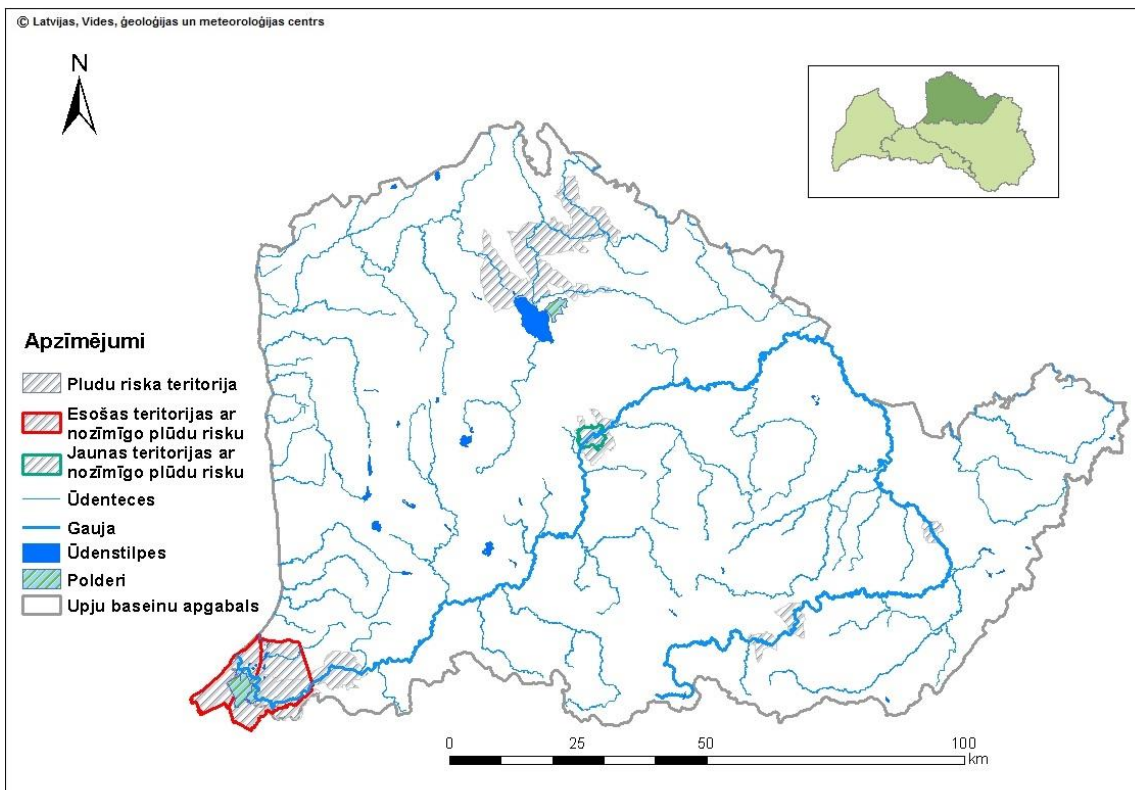 © Latvijas, Vides, ģeoloģijas un meteoroloģijas centrs
N
Apzīmējumi
Pludu riska teritorija
Esošas teritorijas ar
nozīmīgo plūdu risku
Jaunas teritorijas ar
nozīmīgo plūdu risku
Ūdenteces
Gauja
Ūdenstilpes
Polderi
Upju baseinu apgabals
0 25 50 100
km